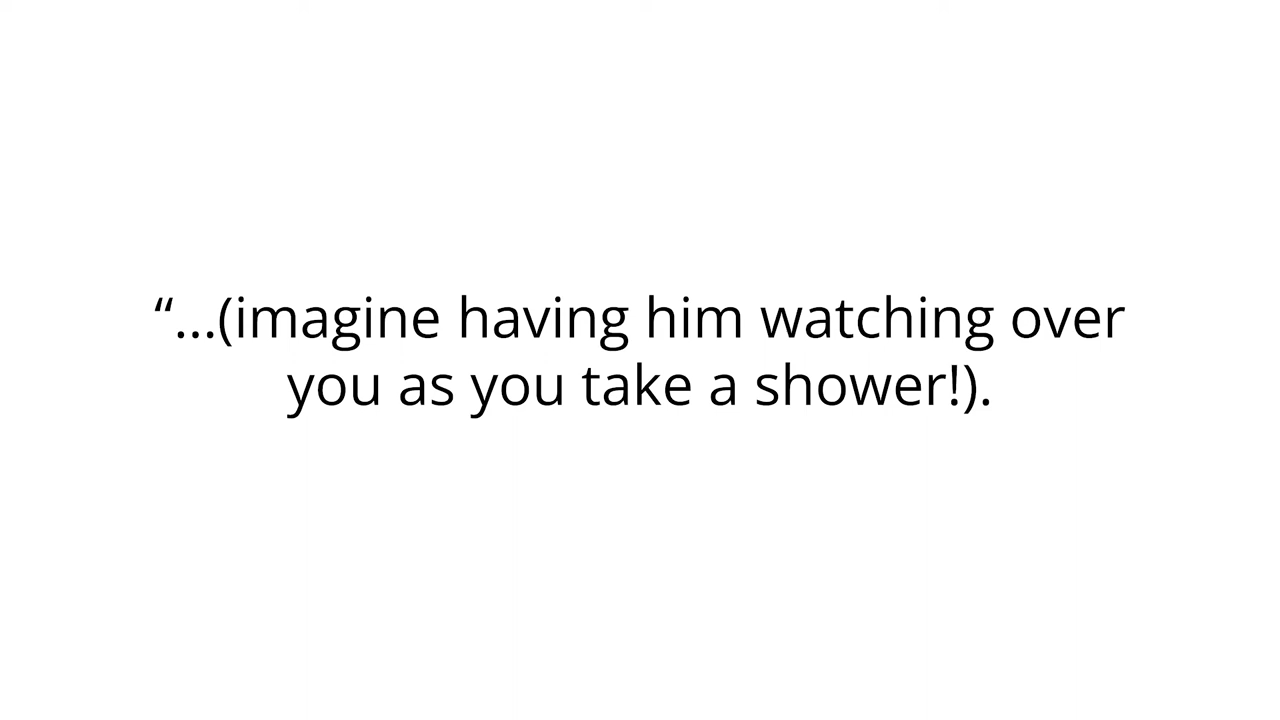 “...(imagine having him watching over
you as you take a shower!).